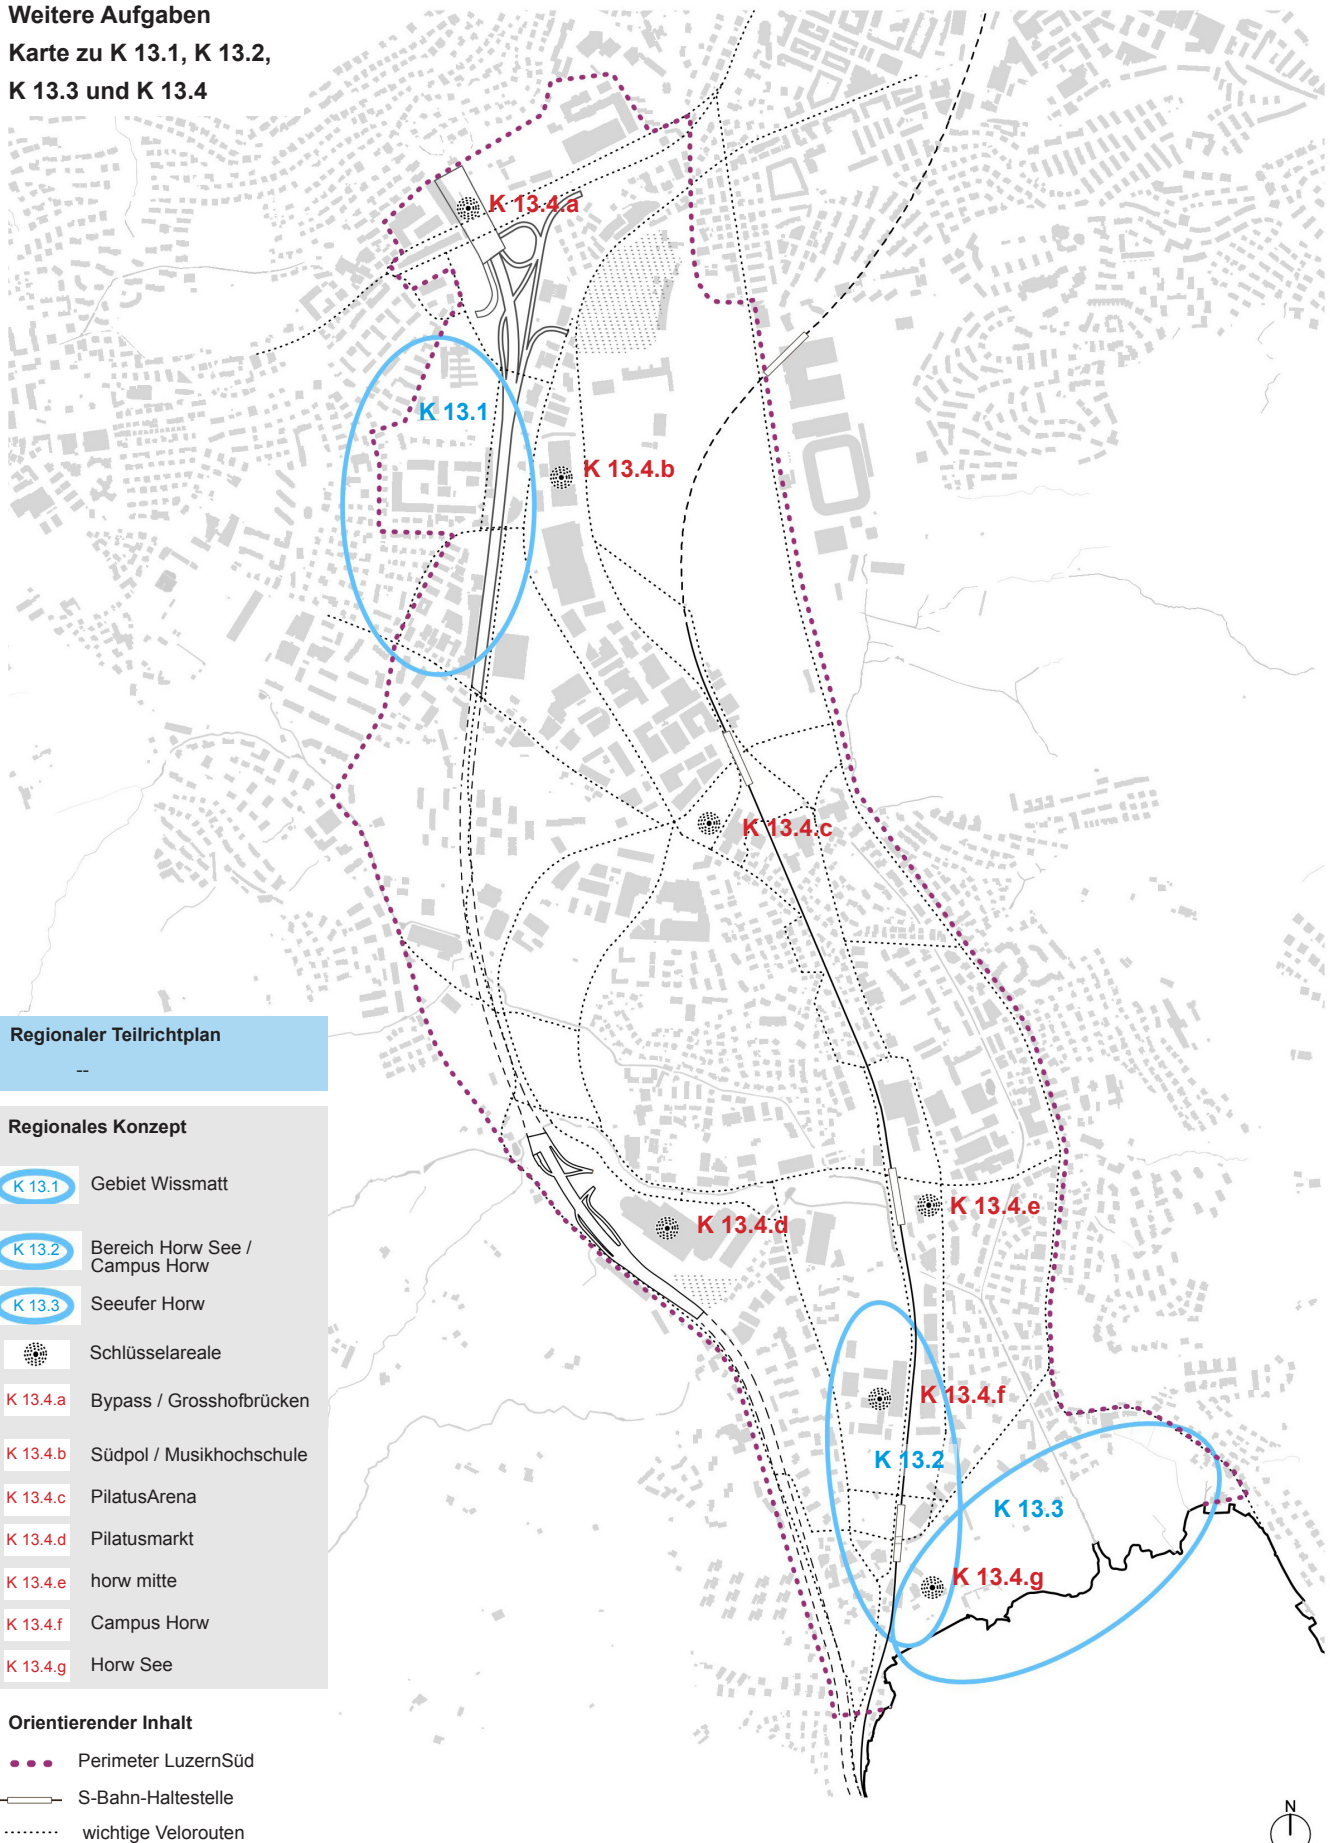 Weitere Aufgaben
Karte zu K 13.1, K 13.2,
K 13.3 und K 13.4
K 13.4.a
K 13.1
K 13.4.b
K 13.4.c
K 13.4.d
K 13.4.e
K 13.4.f
K 13.2
K 13.3
K 13.4.g
Regionaler Teilrichtplan
--
Regionales Konzept
K 13.1 Gebiet Wissmatt
K 13.2 Bereich Horw See /
Campus Horw
K 13.3 Seeufer Horw
Schlüsselareale
K 13.4.a Bypass / Grosshofbrücken
K 13.4.b Südpol / Musikhochschule
K 13.4.c PilatusArena
K 13.4.d Pilatusmarkt
K 13.4.e horw mitte
K 13.4.f Campus Horw
K 13.4.g Horw See
Orientierender Inhalt
Perimeter LuzernSüd
S-Bahn-Haltestelle
wichtige Velorouten
N